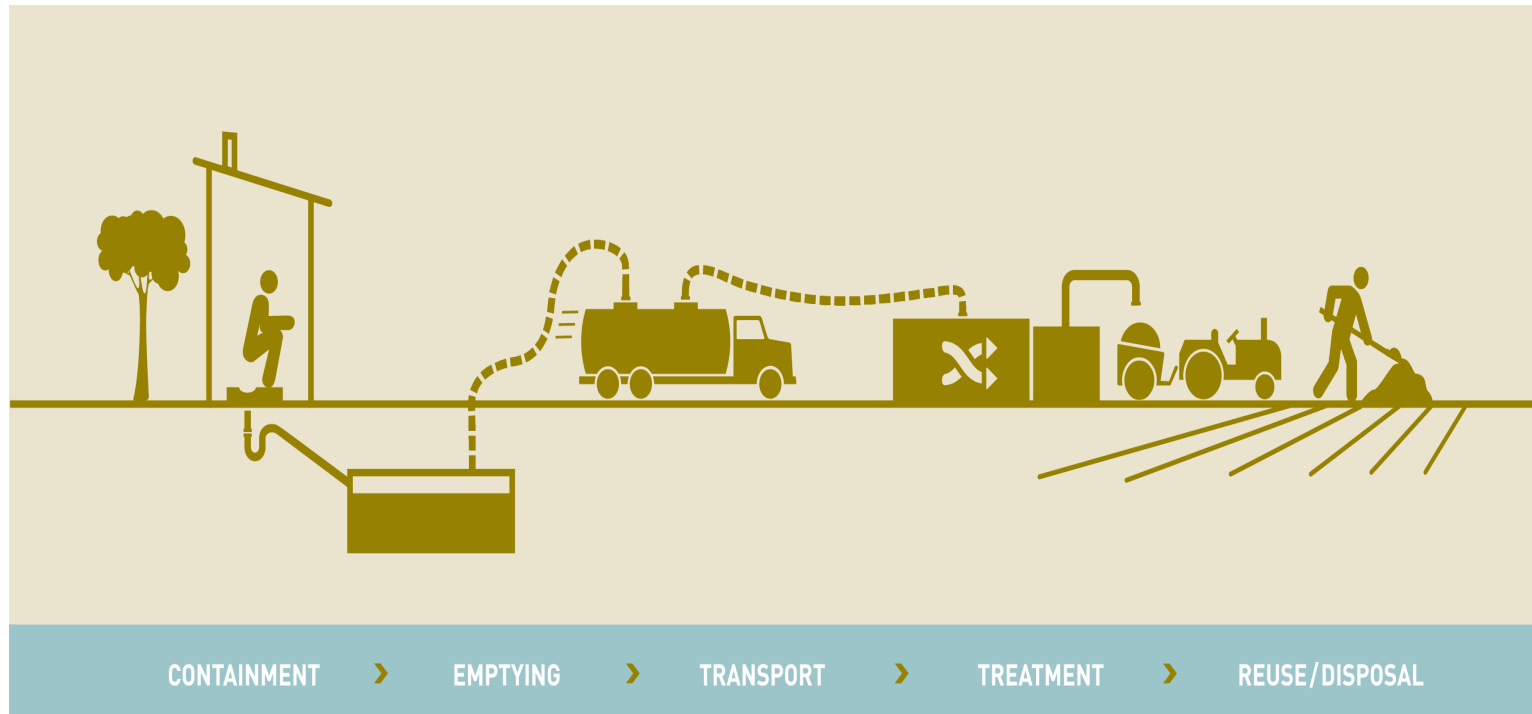 CONTAINMENT › EMPTYING › TRANSPORT › TREATMENT › REUSE/DISPOSAL